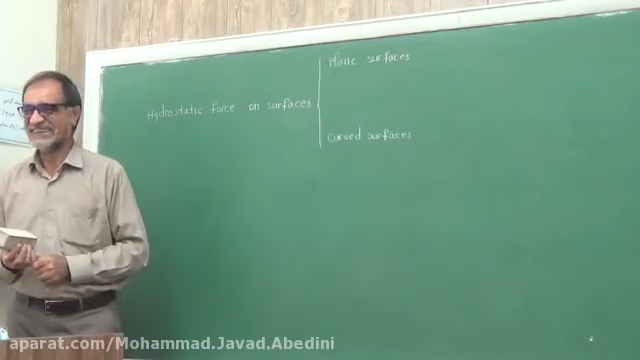 Plane surfaces
Hydrostatic force on surfaces
Curved surfaces
aparat.com/Mohammad.Javad.Abedini